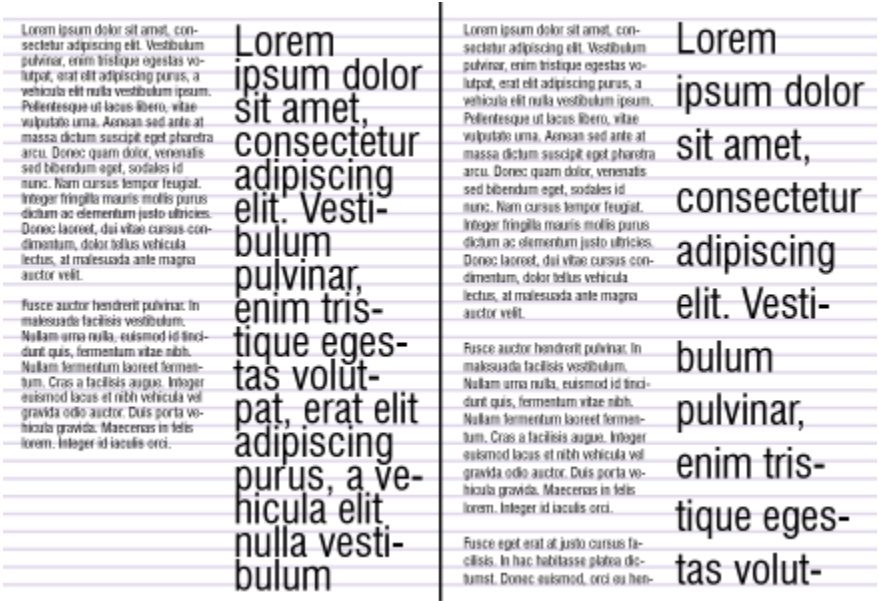 Lorem ipsum dolor sit amet, con-
sectetur adipiscing elit. Vestibulum
pulvinar, enim tristique egestas vo-
lutpat, erat elit adipiscing purus, a
vehicula elit nulla vestibulum ipsum.
Pellentesque ut lacus libero, vitae
vulputate urna. Aenean sed ante at
massa dictum suscipit eget pharetra
arcu. Donec quam dolor, venenatis
sed bibendum eget, sodales id
nunc. Nam cursus tempor feugiat.
Integer fringilla mauris mollis purus
dictum ac elementum justo ultricies.
Donec laoreet, dui vitae cursus con-
dimentum, dolor tellus vehicula
lectus, at malesuada ante magna
auctor velit.
Fusce auctor hendrerit pulvinar. In
malesuada facilisis vestibulum.
Nullam urna nulla, euismod id tinci-
dunt quis, fermentum vitae nibh.
Nullam fermentum laoreet fermen-
tum. Cras a facilisis augue. Integer
euismod lacus et nibh vehicula vel
gravida odio auctor. Duis porta ve-
hicula gravida. Maecenas in felis
lorem. Integer id iaculis orci.
Lorem
ipsum dolor
sit amet,
consectetur
adipiscing
elit. Vesti-
bulum
pulvinar,
enim tris-
tique eges-
tas volut-
pat, erat elit
adipiscing
purus, a ve-
hicula elit
nulla vesti-
bulum
Lorem ipsum dolor sit amet, con-
sectetur adipiscing elit. Vestibulum
pulvinar, enim tristique egestas vo-
lutpat, erat elit adipiscing purus, a
vehicula elit nulla vestibulum ipsum.
Pellentesque ut lacus libero, vitae
vulputate urna. Aenean sed ante at
massa dictum suscipit eget pharetra
arcu. Donec quam dolor, venenatis
sed bibendum eget, sodales id
nunc. Nam cursus tempor feugiat.
Integer fringilla mauris mollis purus
dictum ac elementum justo ultricies.
Donec laoreet, dui vitae cursus con-
dimentum, dolor tellus vehicula
lectus, at malesuada ante magna
auctor velit.
Fusce auctor hendrerit pulvinar. In
malesuada facilisis vestibulum.
Nullam urna nulla, euismod id tinci-
dunt quis, fermentum vitae nibh.
Nullam fermentum laoreet fermen-
tum. Cras a facilisis augue. Integer
euismod lacus et nibh vehicula vel
gravida odio auctor. Duis porta ve-
hicula gravida. Maecenas in felis
lorem. Integer id iaculis orci.
Fusce eget erat at justo cursus fa-
cilisis. In hac habitasse platea dic-
tumst. Donec euismod, orci eu hen-
Lorem
ipsum dolor
sit amet,
consectetur
adipiscing
elit. Vesti-
bulum
pulvinar,
enim tris-
tique eges-
tas volut-